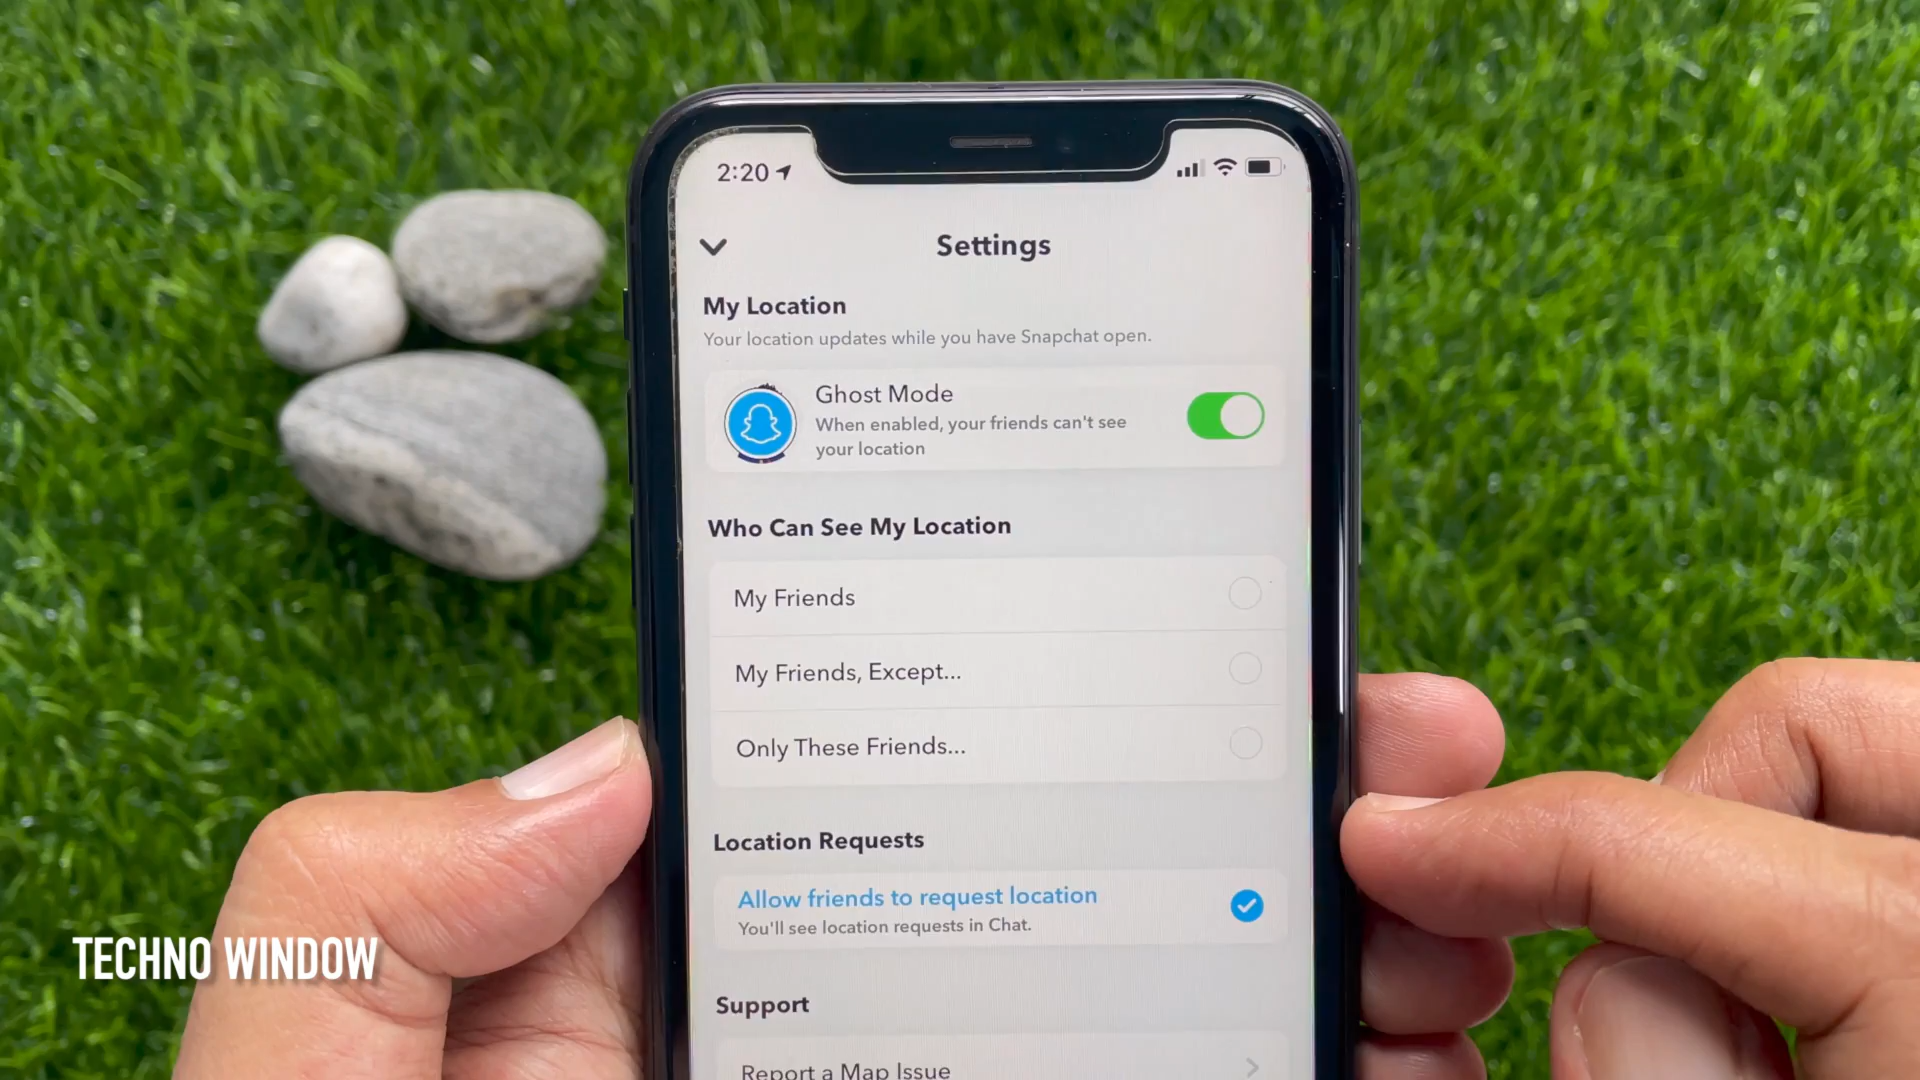 2:20
Settings
My Location
Your location updates while you have Snapchat open.
Ghost Mode
When enabled, your friends can't see
your location
Who Can See My Location
My Friends
My Friends, Except...
Only These Friends...
Location Requests
Allow friends to request location
You'll see location requests in Chat.
Support
Report a Map Issue
TECHNO WINDOW